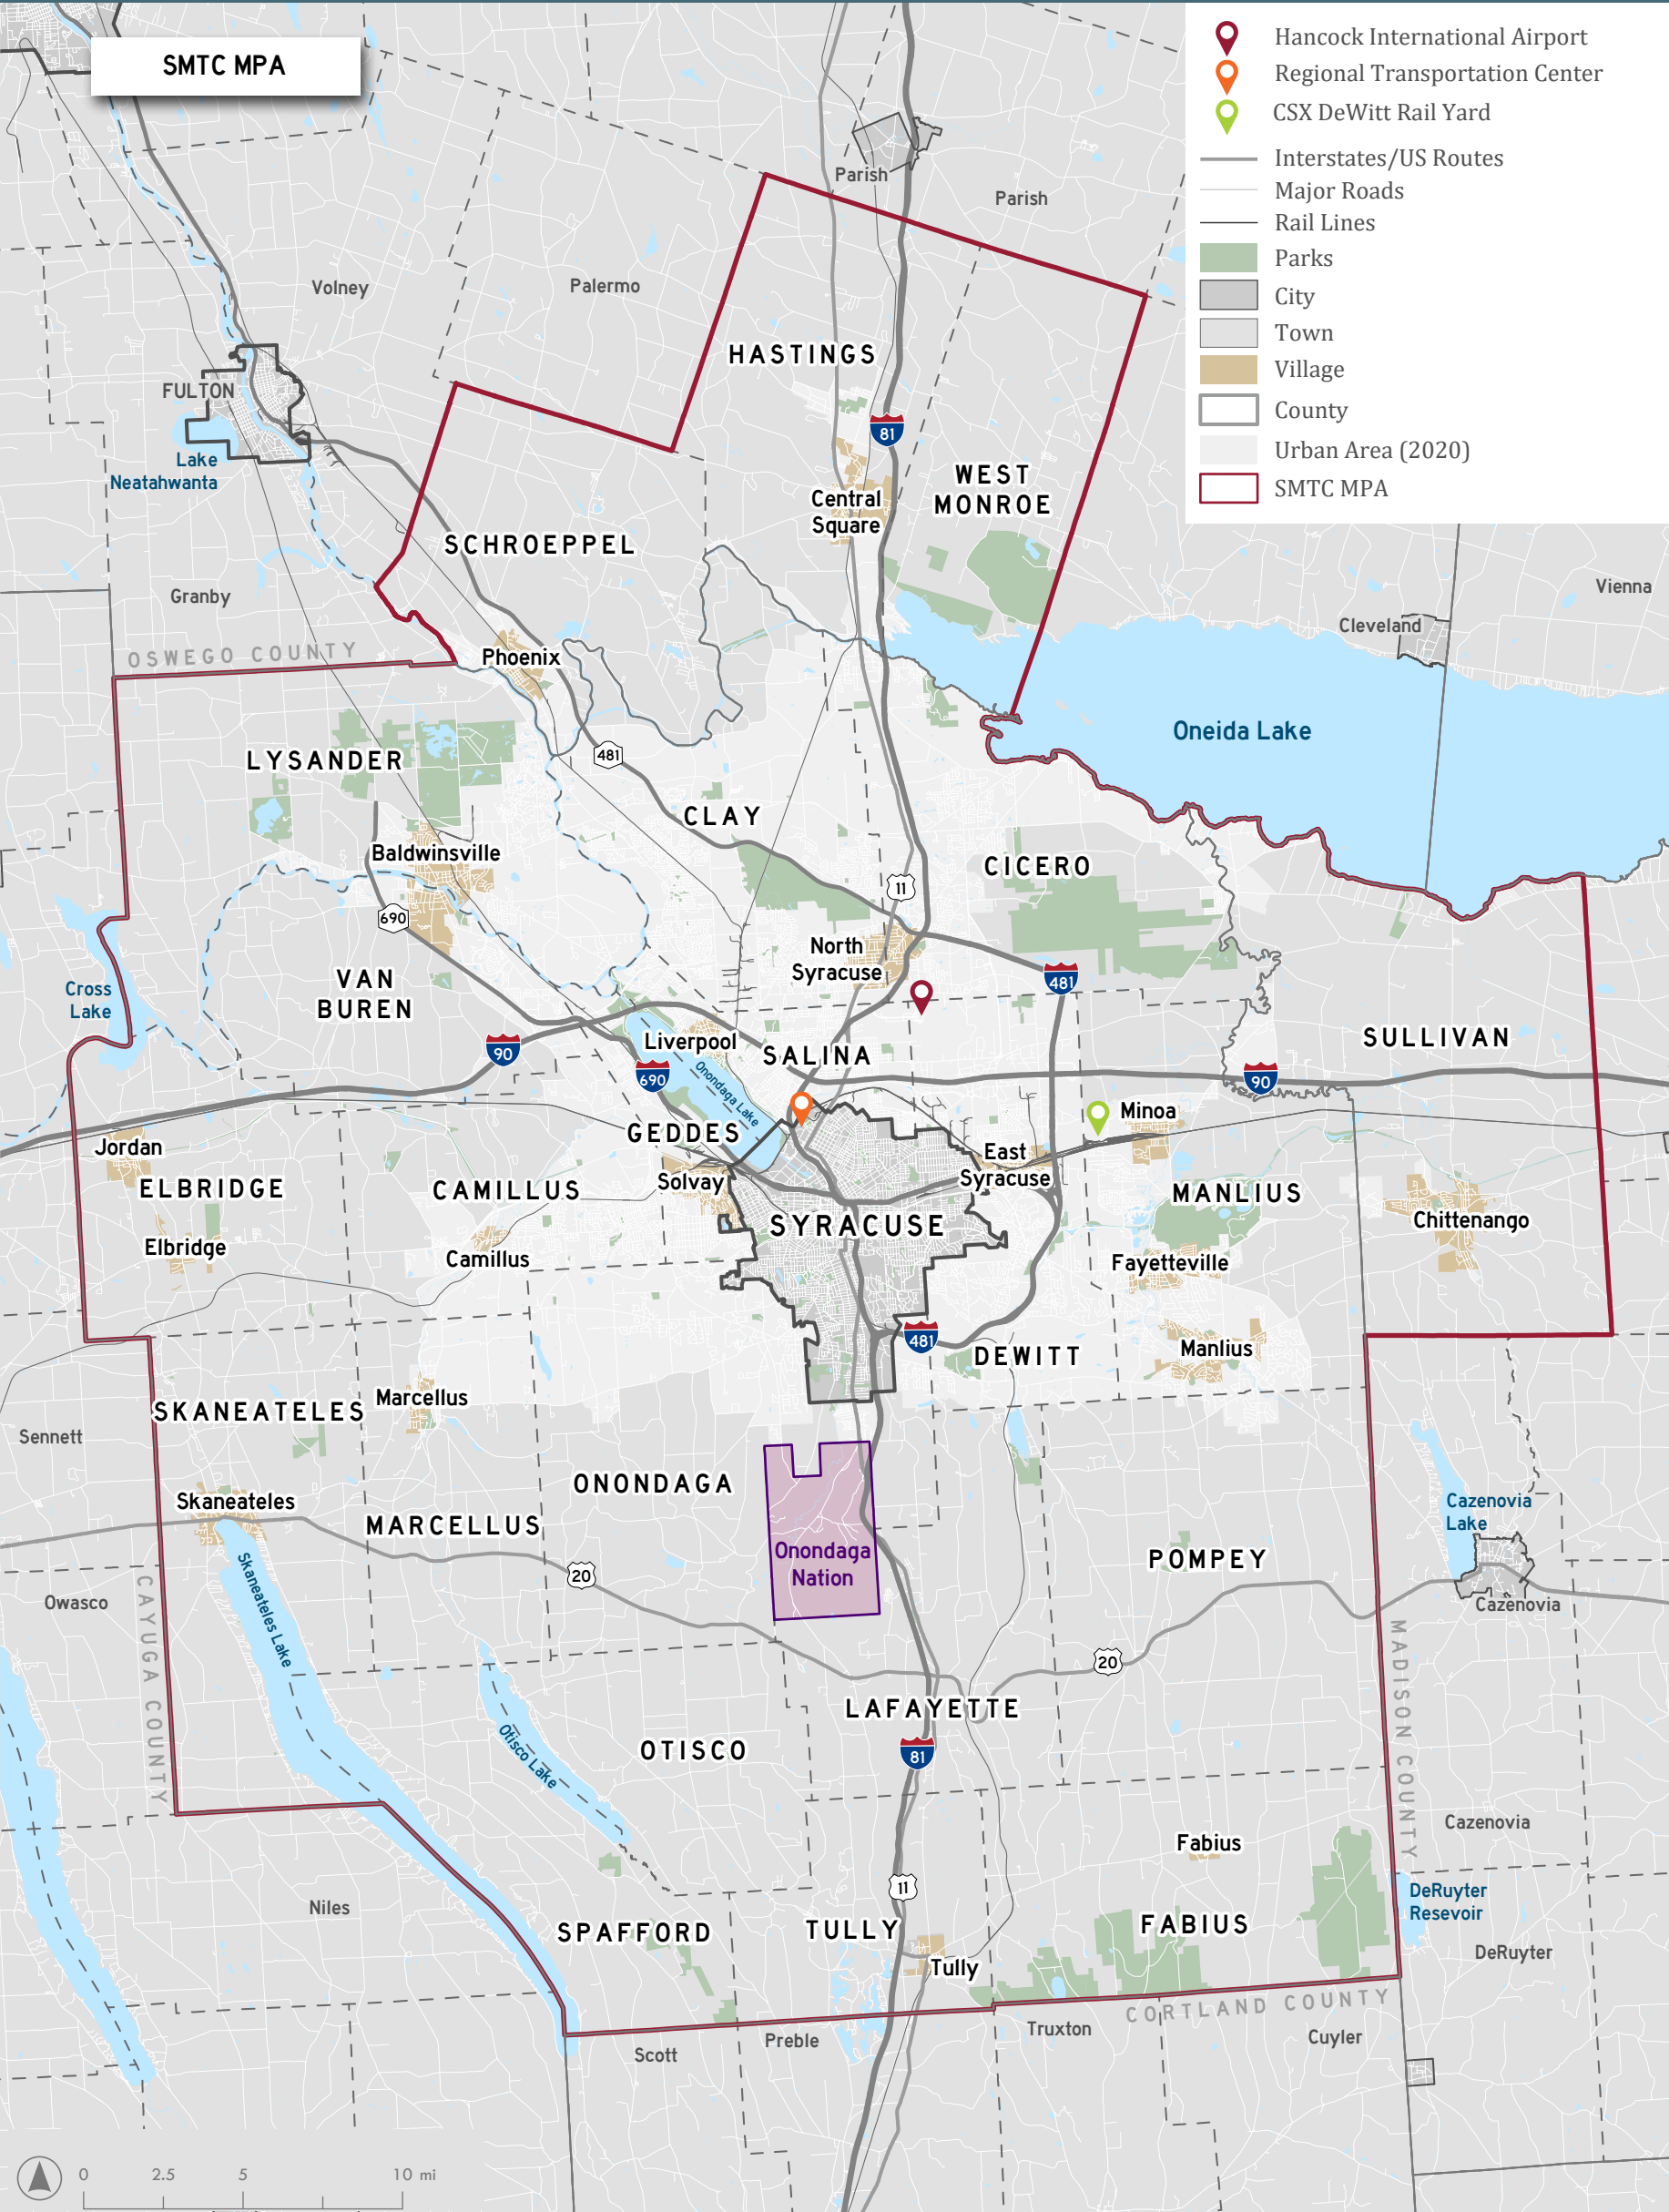 SMTC MPA
Hancock International Airport
Regional Transportation Center
CSX DeWitt Rail Yard
Interstates/US Routes
Major Roads
Rail Lines
Parks
City
Town
Village
County
Urban Area (2020)
SMTC MPA
Parish
Parish
Volney
Palermo
HASTINGS
FULTON
81
Lake
Neatahwanta
WEST
MONROE
Central
Square
SCHROEPPEL
Granby
Vienna
Cleveland
OSWEGO COUNTY
Phoenix
Oneida Lake
LYSANDER
481
CLAY
Baldwinsville
CICERO
11
690
North
Syracuse
VAN
BUREN
481
Cross
Lake
Liverpool
SALINA
SULLIVAN
90
690
Onondaga Lake
90
Minoa
GEDDES
Jordan
East
Syracuse
Solvay
ELBRIDGE
CAMILLUS
MANLIUS
SYRACUSE
Chittenango
Elbridge
Camillus
Fayetteville
481
DEWITT
Manlius
Marcellus
SKANEATELES
Sennett
ONONDAGA
Skaneateles
Cazenovia
Lake
MARCELLUS
Onondaga
Nation
POMPEY
20
Skaneateles Lake
Owasco
CAYUGA COUNTY
Cazenovia
MADISON COUNTY
20
LAFAYETTE
Otisco Lake
OTISCO
81
Cazenovia
Fabius
11
DeRuyter
Resevoir
Niles
FABIUS
SPAFFORD
TULLY
DeRuyter
Tully
CORTLAND COUNTY
Truxton
Preble
Cuyler
Scott
0 2.5 5 10 mi